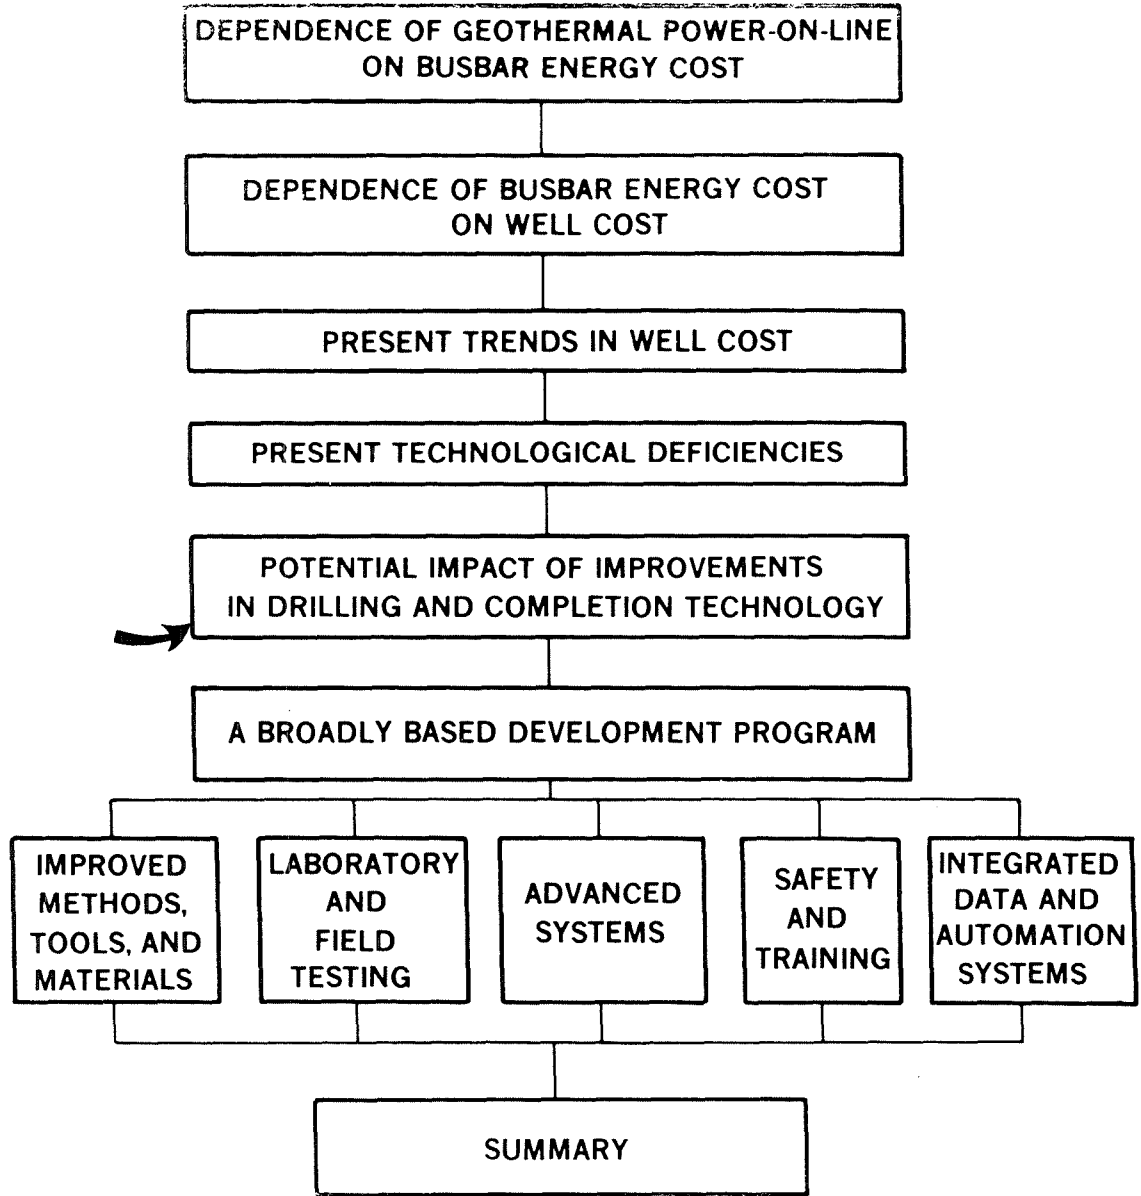 DEPENDENCE OF GEOTHERMAL POWER-ON-LINE
ON BUSBAR ENERGY COST
DEPENDENCE OF BUSBAR ENERGY COST
ON WELL COST
PRESENT TRENDS IN WELL COST
PRESENT TECHNOLOGICAL DEFICIENCIES
POTENTIAL IMPACT OF IMPROVEMENTS
IN DRILLING AND COMPLETION TECHNOLOGY
A BROADLY BASED DEVELOPMENT PROGRAM
IMPROVED
METHODS,
TOOLS, AND
MATERIALS
LABORATORY
AND
FIELD
TESTING
ADVANCED
SYSTEMS
SAFETY
AND
TRAINING
INTEGRATED
DATA AND
AUTOMATION
SYSTEMS
SUMMARY